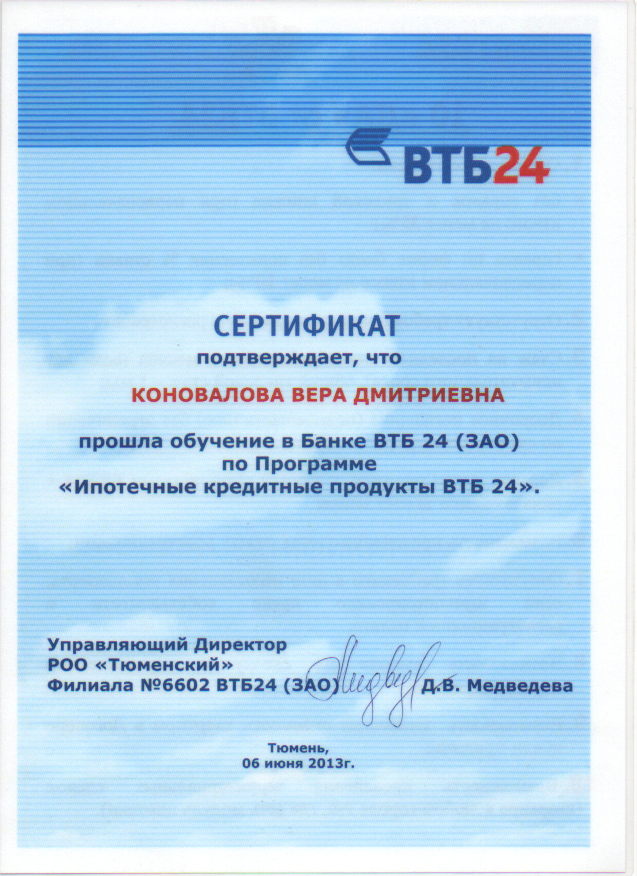 ВТБ24
СЕРТИФИКАТ
подтверждает, что
КОНОВАЛОВА ВЕРА ДМИТРИЕВНА
прошла обучение в Банке ВТБ 24 (ЗАО)
по Программе
«Ипотечные кредитные продукты ВТБ 24».
Управляющий Директор
РОО «Тюменский»
Филиала №6602 ВТБ24 (ЗАО) Д.В. Медведева
Тюмень,
06 июня 2013г.